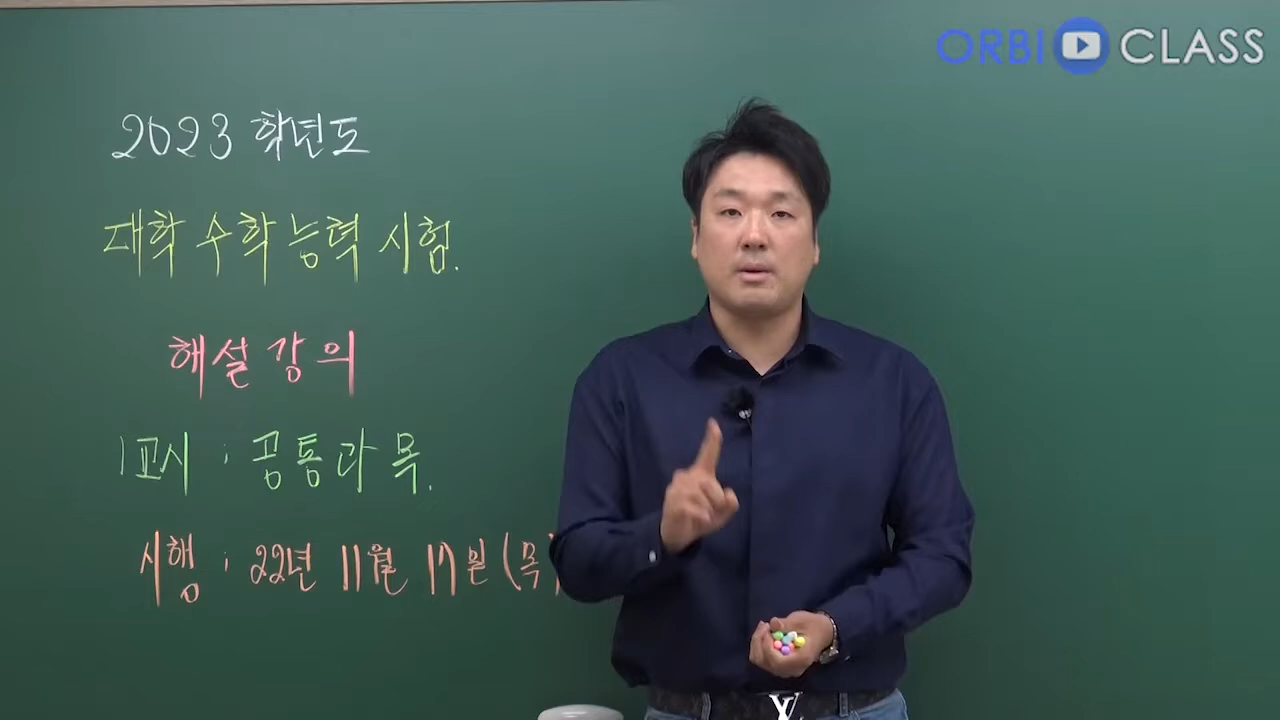 ORBI CLASS
2023 학년도
대학 수학 능력 시험.
해설 강의
1교시 : 공통과목.
시행 : 22년 11월 17일 (목)
LV